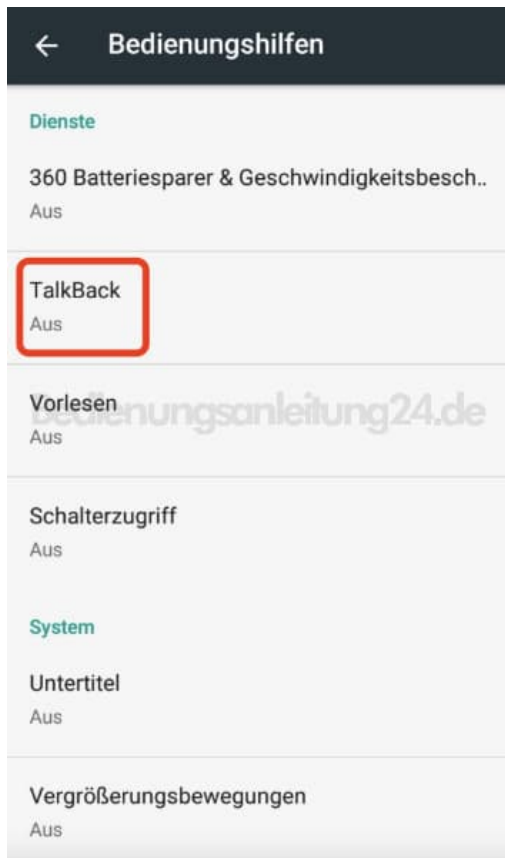 Bedienungshilfen
Dienste
360 Batteriesparer & Geschwindigkeitsbesch..
Aus
TalkBack
Aus
Vorlesen
bedienungsanleitung24.de
Aus
Schalterzugriff
Aus
System
Untertitel
Aus
Vergrößerungsbewegungen
Aus